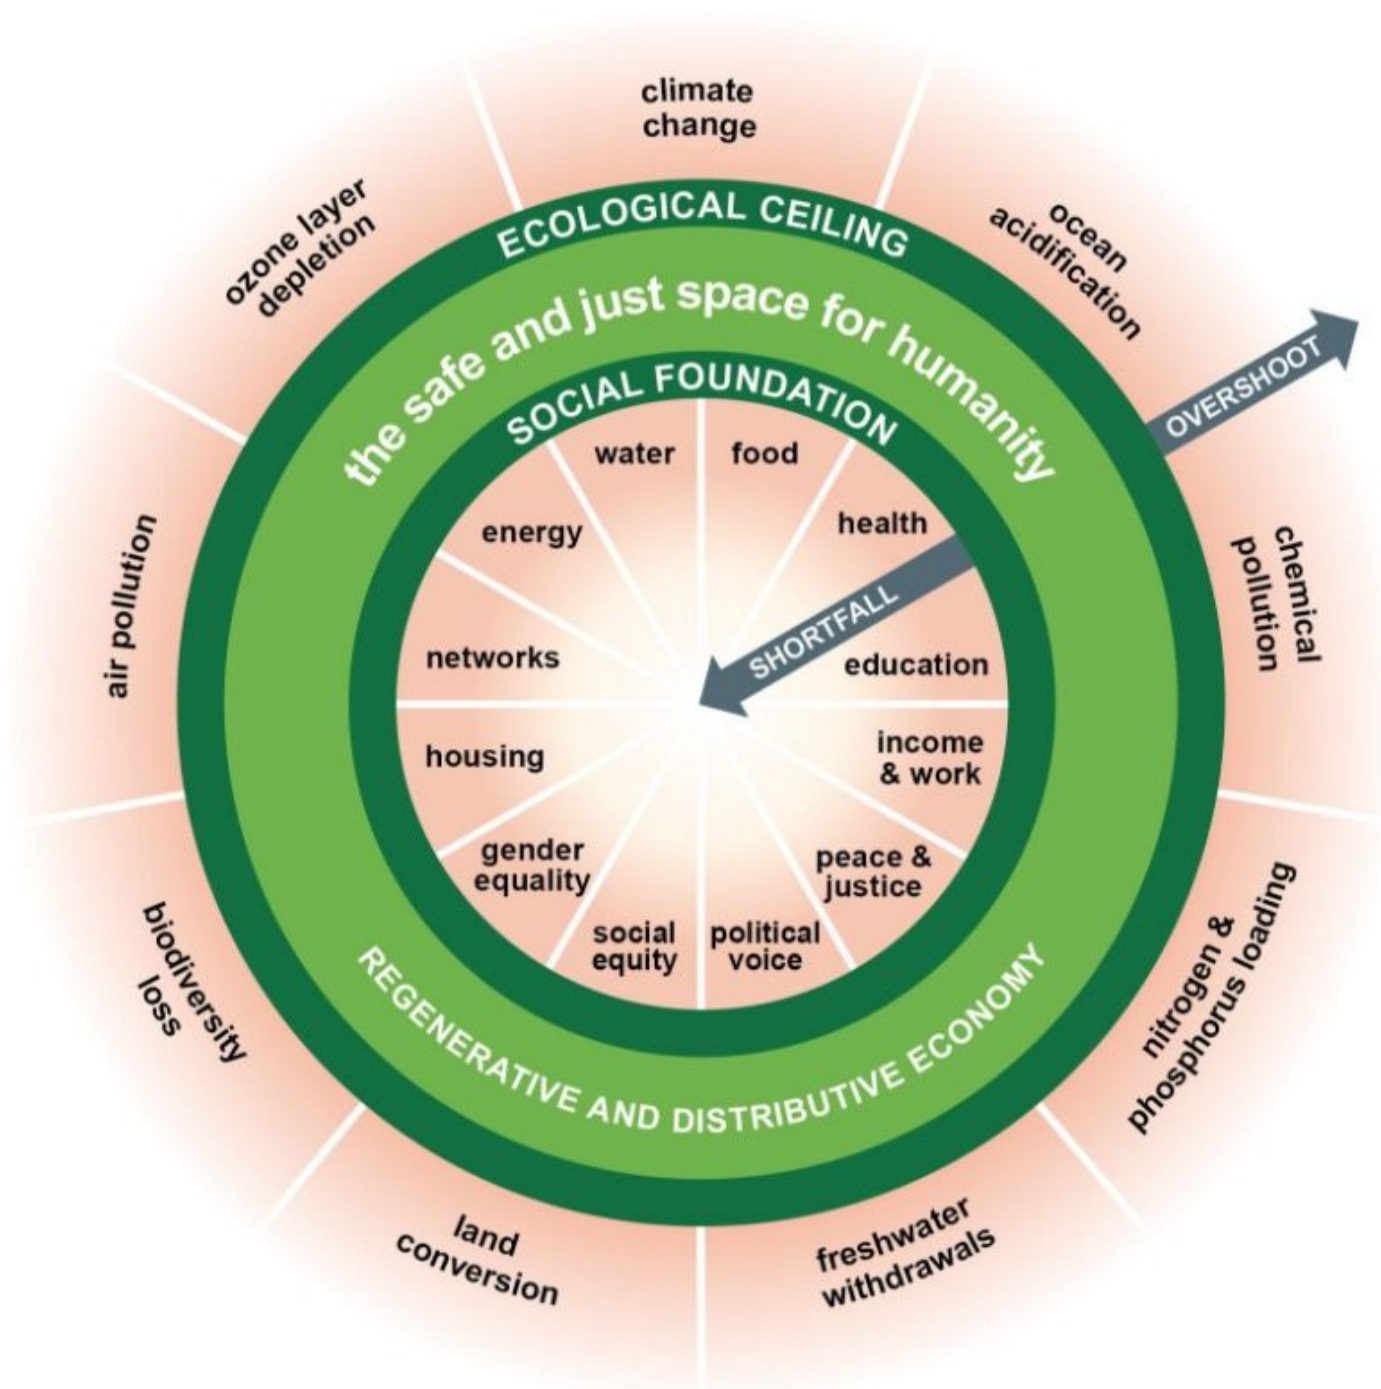 climate
change
ozone layer
depletion
ocean
acidification
ECOLOGICAL CEILING
the safe and just space for humanity
OVERSHOOT
SOCIAL FOUNDATION
water
food
energy
health
air pollution
chemical
pollution
SHORTFALL
networks
education
housing
income
& work
gender
equality
peace &
justice
social
equity
political
voice
biodiversity
loss
nitrogen &
phosphorus loading
REGENERATIVE AND DISTRIBUTIVE ECONOMY
land
conversion
freshwater
withdrawals